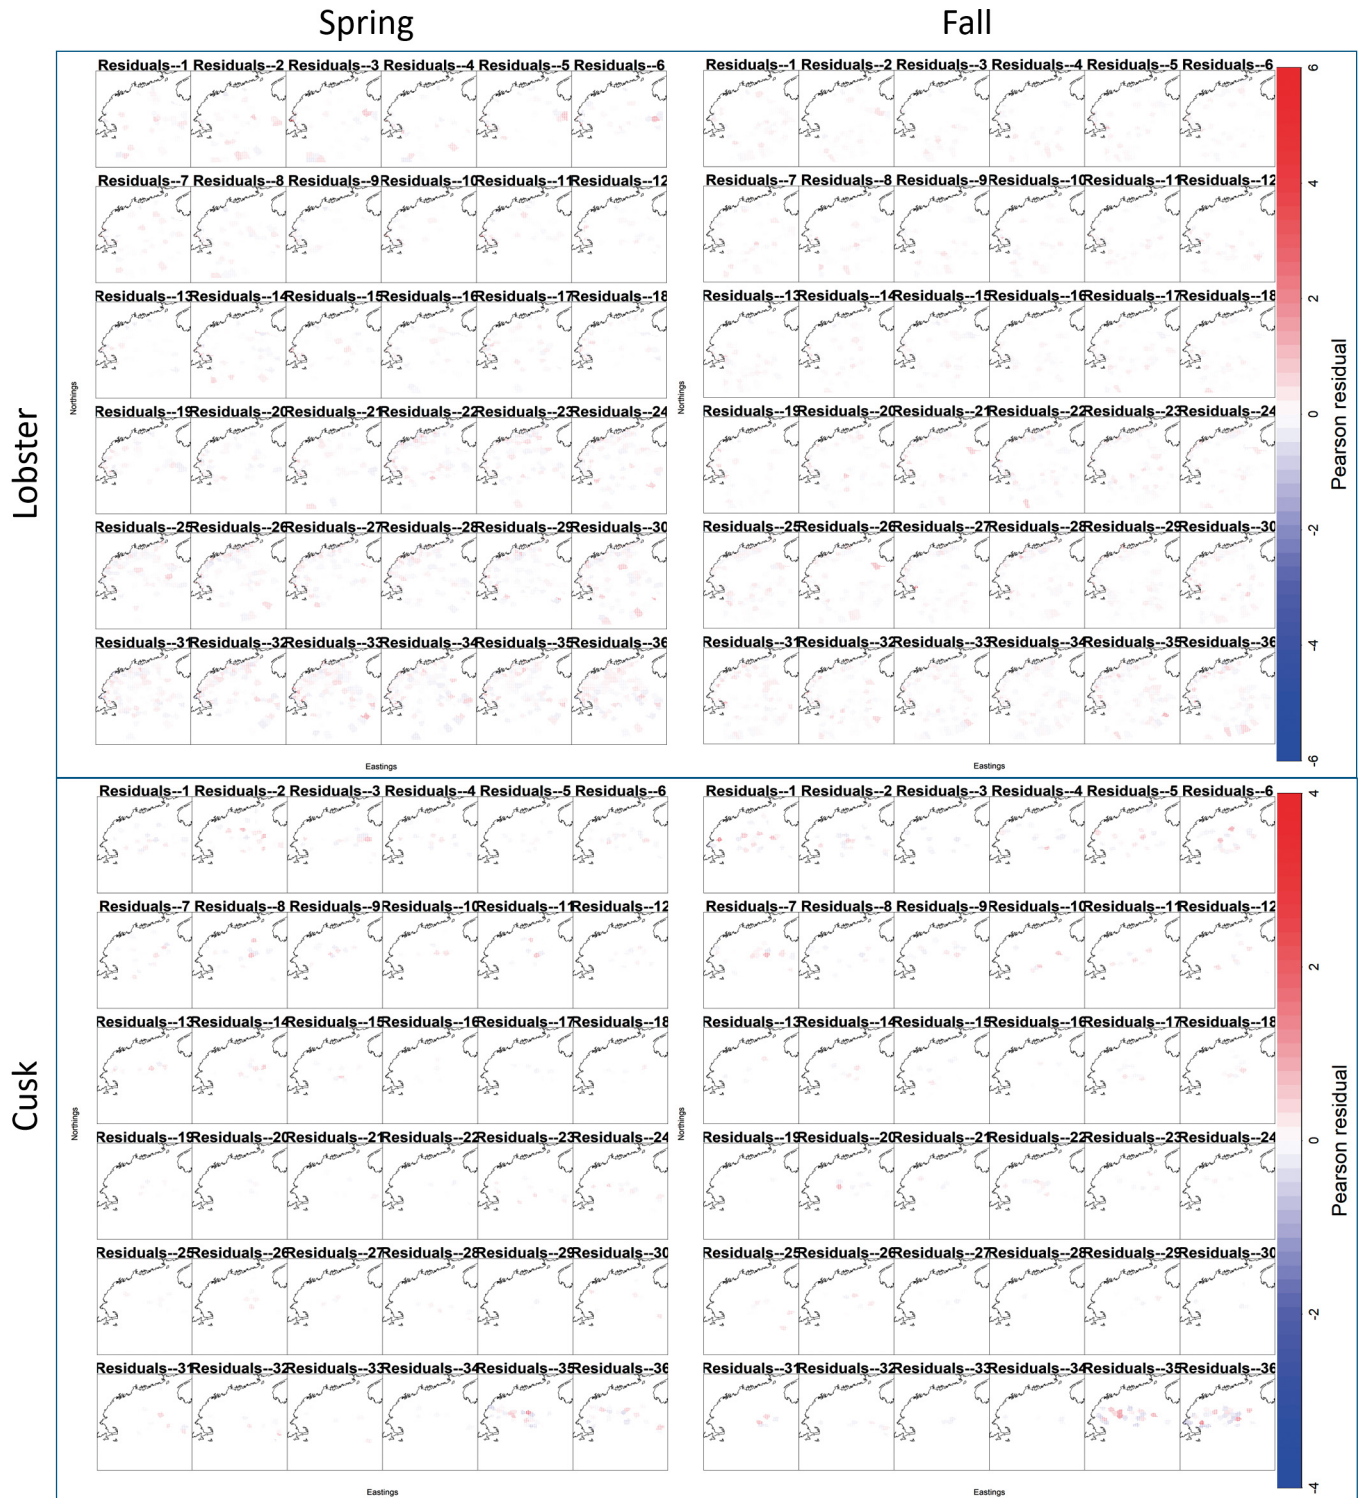 Spring Fall
Lobster
Residuals--1 Residuals--2 Residuals--3 Residuals--4 Residuals--5 Residuals--6
Residuals--7 Residuals--8 Residuals--9 Residuals--10 Residuals--11 Residuals--12
Residuals--13 Residuals--14 Residuals--15 Residuals--16 Residuals--17 Residuals--18
Residuals--19 Residuals--20 Residuals--21 Residuals--22 Residuals--23 Residuals--24
Residuals--25 Residuals--26 Residuals--27 Residuals--28 Residuals--29 Residuals--30
Residuals--31 Residuals--32 Residuals--33 Residuals--34 Residuals--35 Residuals--36
Northings
Eastings
Residuals--1 Residuals--2 Residuals--3 Residuals--4 Residuals--5 Residuals--6
Residuals--7 Residuals--8 Residuals--9 Residuals--10 Residuals--11 Residuals--12
Residuals--13 Residuals--14 Residuals--15 Residuals--16 Residuals--17 Residuals--18
Residuals--19 Residuals--20 Residuals--21 Residuals--22 Residuals--23 Residuals--24
Residuals--25 Residuals--26 Residuals--27 Residuals--28 Residuals--29 Residuals--30
Residuals--31 Residuals--32 Residuals--33 Residuals--34 Residuals--35 Residuals--36
Northings
Eastings
6
4
2
0
-2
-4
-6
Pearson residual
Cusk
Residuals--1 Residuals--2 Residuals--3 Residuals--4 Residuals--5 Residuals--6
Residuals--7 Residuals--8 Residuals--9 Residuals--10 Residuals--11 Residuals--12
Residuals--13 Residuals--14 Residuals--15 Residuals--16 Residuals--17 Residuals--18
Residuals--19 Residuals--20 Residuals--21 Residuals--22 Residuals--23 Residuals--24
Residuals--25 Residuals--26 Residuals--27 Residuals--28 Residuals--29 Residuals--30
Residuals--31 Residuals--32 Residuals--33 Residuals--34 Residuals--35 Residuals--36
Northings
Eastings
Residuals--1 Residuals--2 Residuals--3 Residuals--4 Residuals--5 Residuals--6
Residuals--7 Residuals--8 Residuals--9 Residuals--10 Residuals--11 Residuals--12
Residuals--13 Residuals--14 Residuals--15 Residuals--16 Residuals--17 Residuals--18
Residuals--19 Residuals--20 Residuals--21 Residuals--22 Residuals--23 Residuals--24
Residuals--25 Residuals--26 Residuals--27 Residuals--28 Residuals--29 Residuals--30
Residuals--31 Residuals--32 Residuals--33 Residuals--34 Residuals--35 Residuals--36
Northings
Eastings
4
2
0
-2
-4
Pearson residual